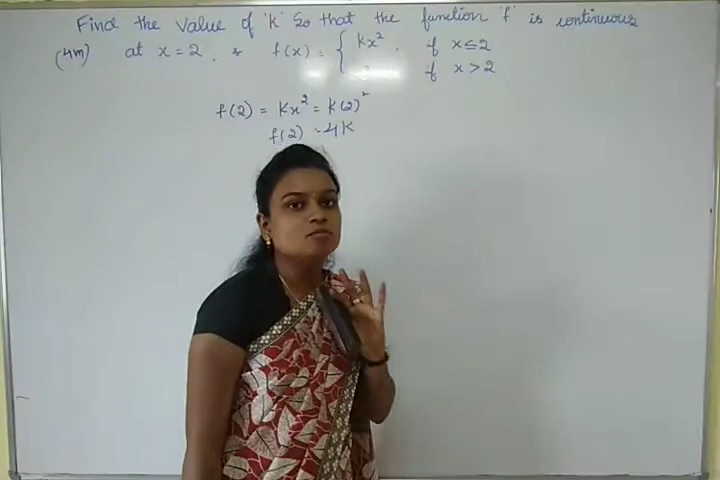 Find the value of 'k' so that the function 'f' is continuous
(4m) at x = 2, & f(x) = { kx², if x ≤ 2
if x > 2
f(2) = kx² = k(2)²
f(2) = 4k